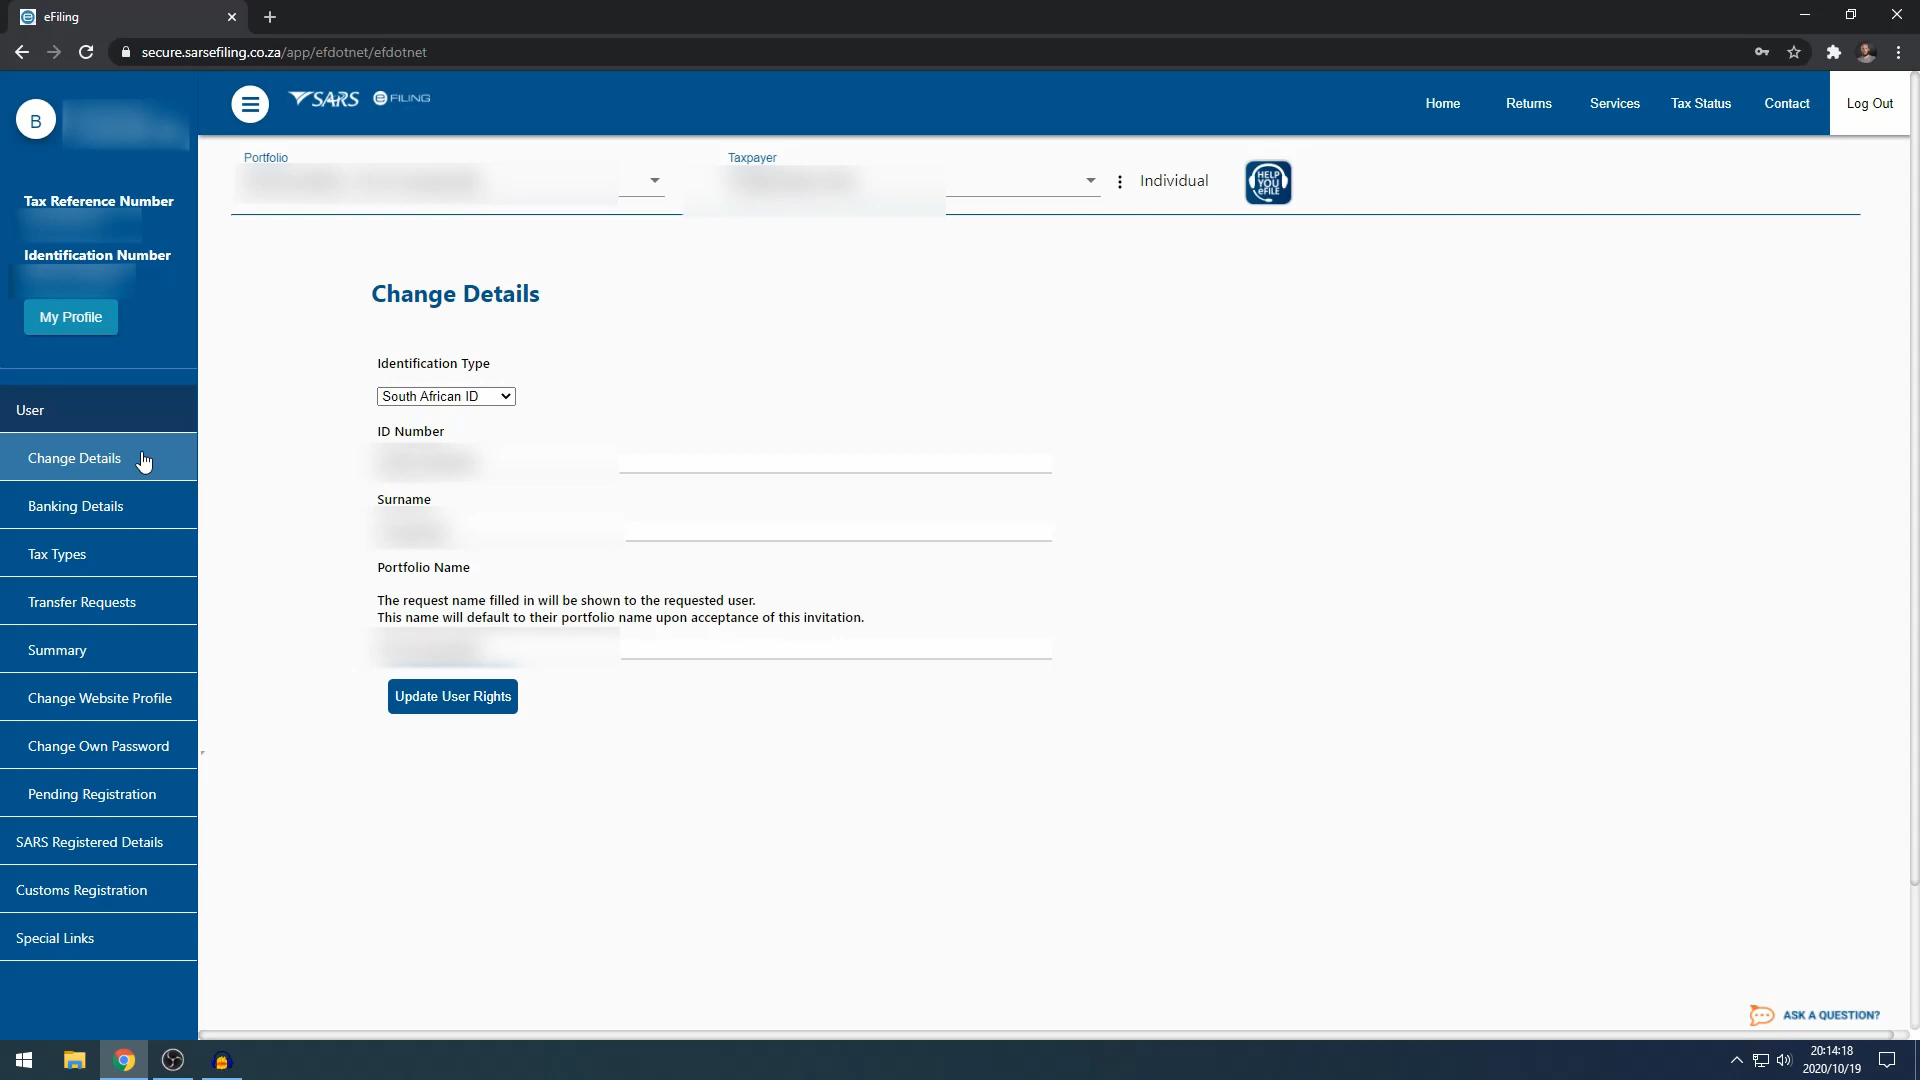 eFiling
secure.sarsefiling.co.za/app/efdotnet/efdotnet
B
SARS eFILING
Home
Returns
Services
Tax Status
Contact
Log Out
Portfolio
Taxpayer
Individual
HELP
YOU
eFILE
Tax Reference Number
Identification Number
My Profile
User
Change Details
Banking Details
Tax Types
Transfer Requests
Summary
Change Website Profile
Change Own Password
Pending Registration
SARS Registered Details
Customs Registration
Special Links
Change Details
Identification Type
South African ID
ID Number
Surname
Portfolio Name
The request name filled in will be shown to the requested user.
This name will default to their portfolio name upon acceptance of this invitation.
Update User Rights
ASK A QUESTION?
20:14:18
2020/10/19